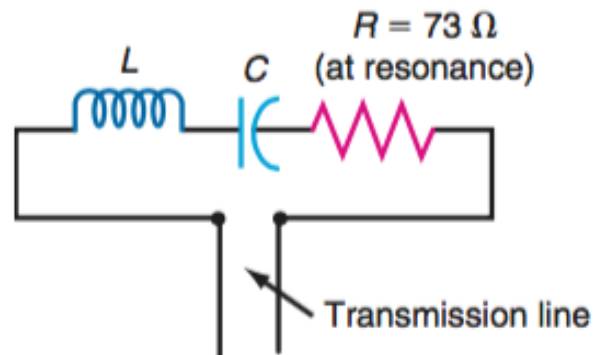 R = 73 Ω
L
C
(at resonance)
Transmission line